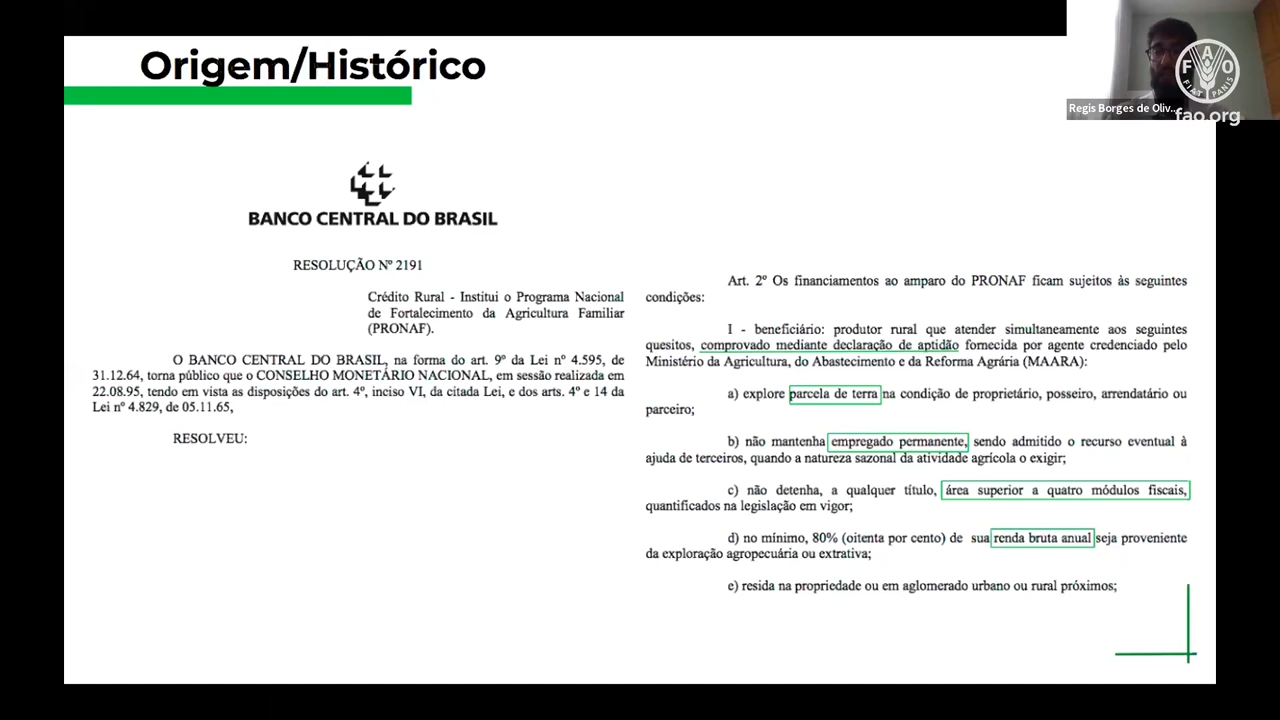 Origem/Histórico
BANCO CENTRAL DO BRASIL
RESOLUÇÃO Nº 2191
Crédito Rural - Institui o Programa Nacional
de Fortalecimento da Agricultura Familiar
(PRONAF).
O BANCO CENTRAL DO BRASIL, na forma do art. 9º da Lei nº 4.595, de
31.12.64, torna público que o CONSELHO MONETÁRIO NACIONAL, em sessão realizada em
22.08.95, tendo em vista as disposições do art. 4º, inciso VI, da citada Lei, e dos arts. 4º e 14 da
Lei nº 4.829, de 05.11.65,
RESOLVEU:
Art. 2º Os financiamentos ao amparo do PRONAF ficam sujeitos às seguintes
condições:
I - beneficiário: produtor rural que atender simultaneamente aos seguintes
quesitos, comprovado mediante declaração de aptidão fornecida por agente credenciado pelo
Ministério da Agricultura, do Abastecimento e da Reforma Agrária (MAARA):
a) explore parcela de terra na condição de proprietário, posseiro, arrendatário ou
parceiro;
b) não mantenha empregado permanente, sendo admitido o recurso eventual à
ajuda de terceiros, quando a natureza sazonal da atividade agrícola o exigir;
c) não detenha, a qualquer título, área superior a quatro módulos fiscais,
quantificados na legislação em vigor;
d) no mínimo, 80% (oitenta por cento) de sua renda bruta anual seja proveniente
da exploração agropecuária ou extrativa;
e) resida na propriedade ou em aglomerado urbano ou rural próximos;
Regis Borges de Oliv...
FAO
FIAT PANIS
fao.org